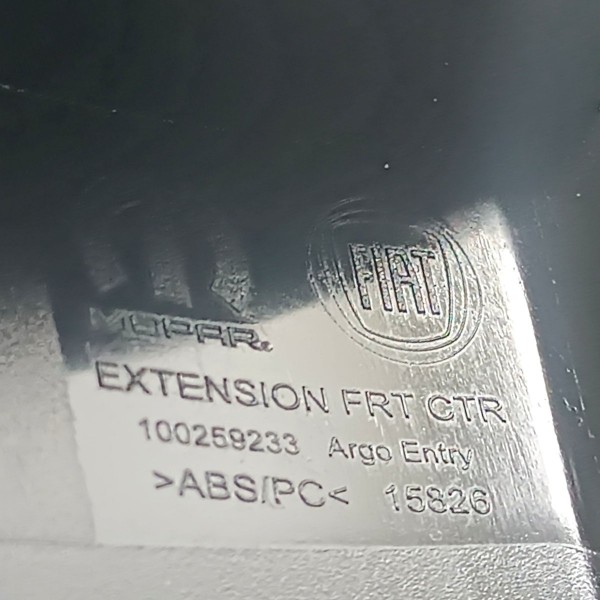 FIAT
MOPAR
EXTENSION FRT CTR
100259233 Argo Entry
>ABS/PC< 15826